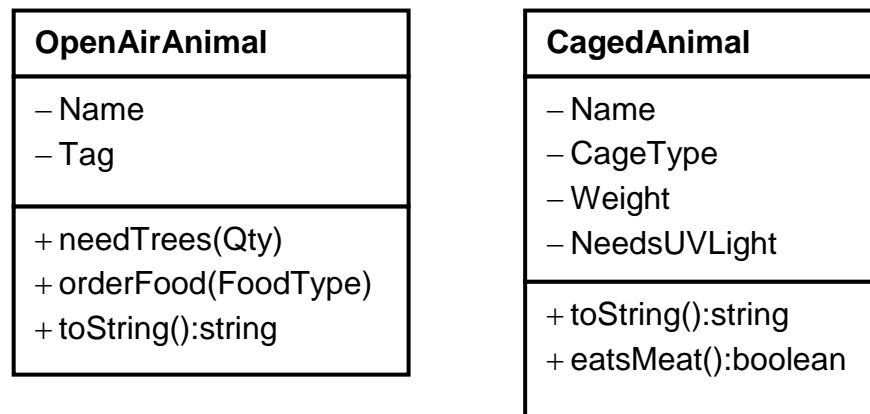 OpenAirAnimal
– Name
– Tag
+ needTrees(Qty)
+ orderFood(FoodType)
+ toString():string
CagedAnimal
– Name
– CageType
– Weight
– NeedsUVLight
+ toString():string
+ eatsMeat():boolean